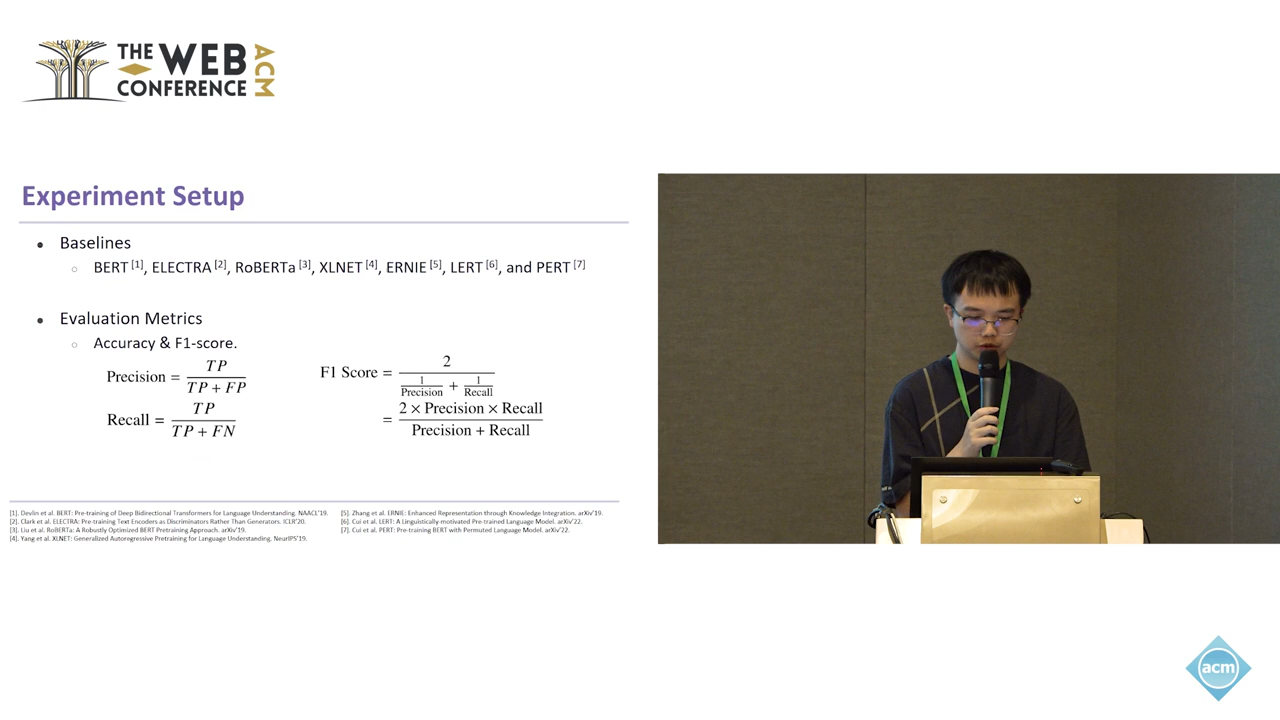 THE WEB
CONFERENCE
ACM
Experiment Setup
• Baselines
○ BERT [1], ELECTRA [2], RoBERTa [3], XLNET [4], ERNIE [5], LERT [6], and PERT [7]
• Evaluation Metrics
○ Accuracy & F1-score.
Precision = TP / TP + FP
Recall = TP / TP + FN
F1 Score = 2 / 1 / Precision + 1 / Recall
= 2 × Precision × Recall / Precision + Recall
[1]. Devlin et al. BERT: Pre-training of Deep Bidirectional Transformers for Language Understanding. NAACL'19.
[2]. Clark et al. ELECTRA: Pre-training Text Encoders as Discriminators Rather Than Generators. ICLR'20.
[3]. Liu et al. RoBERTa: A Robustly Optimized BERT Pretraining Approach. arXiv'19.
[4]. Yang et al. XLNET: Generalized Autoregressive Pretraining for Language Understanding. NeurIPS'19.
[5]. Zhang et al. ERNIE: Enhanced Representation through Knowledge Integration. arXiv'19.
[6]. Cui et al. LERT: A Linguistically-motivated Pre-trained Language Model. arXiv'22.
[7]. Cui et al. PERT: Pre-training BERT with Permuted Language Model. arXiv'22.
acm